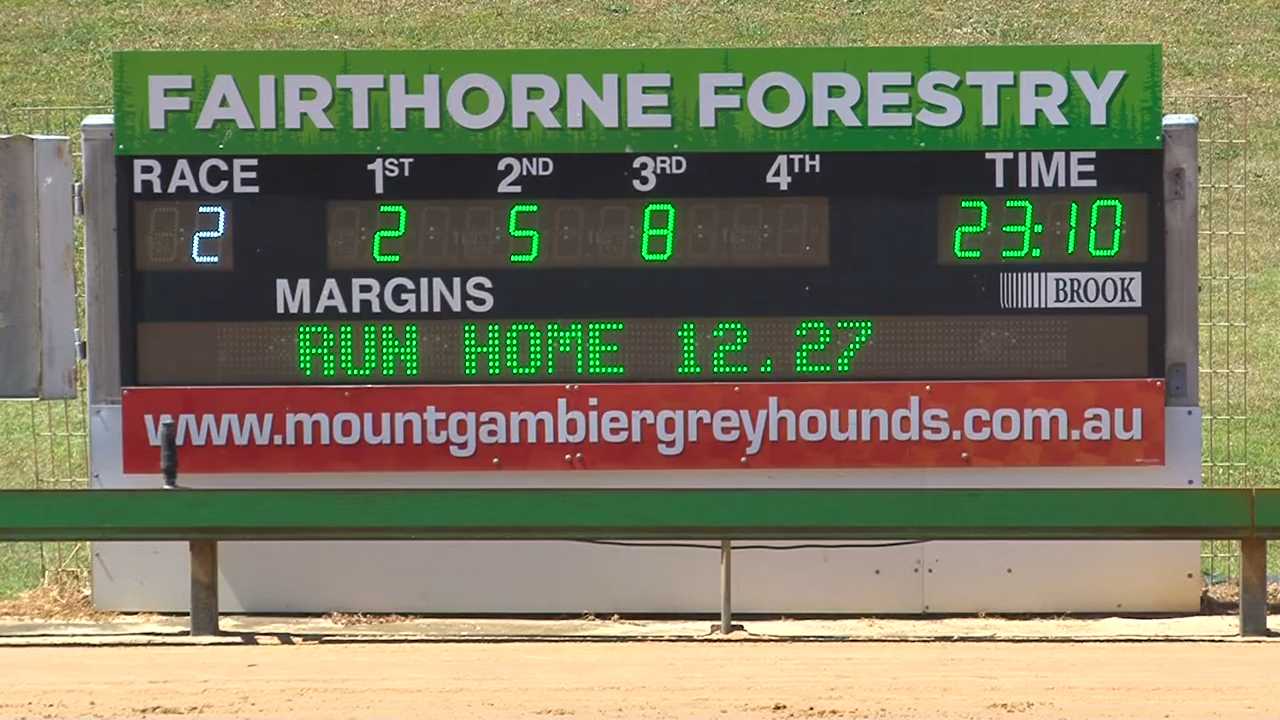 FAIRTHORNE FORESTRY
RACE 1ST 2ND 3RD 4TH TIME
2 2 5 8 23:10
MARGINS BROOK
RUN HOME 12.27
www.mountgambiergreyhounds.com.au